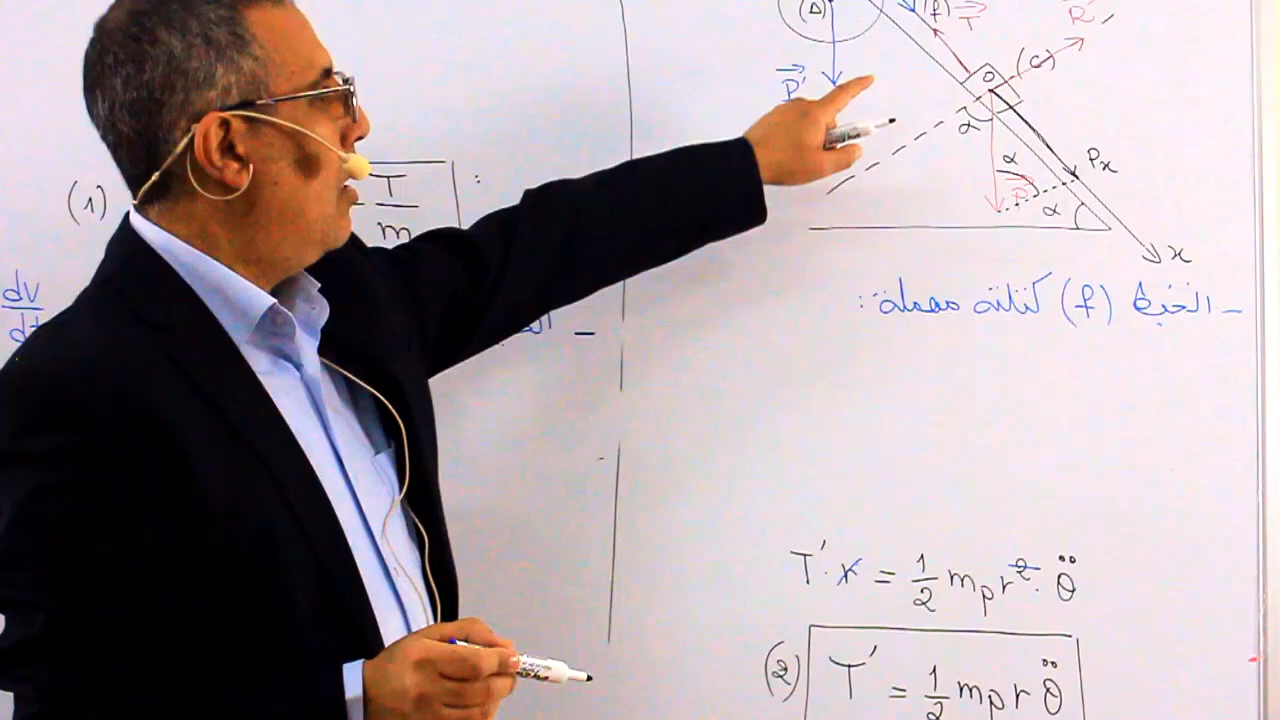 (Δ)
(f) T
R
P'
(C)
α
α
P
Px
α
x
(1)
T
m
:
dv
dt
ـ الخيط (f) كتلته مهملة :
T'.r = 1/2 mp r². θ̈
(2) T' = 1/2 mp r θ̈